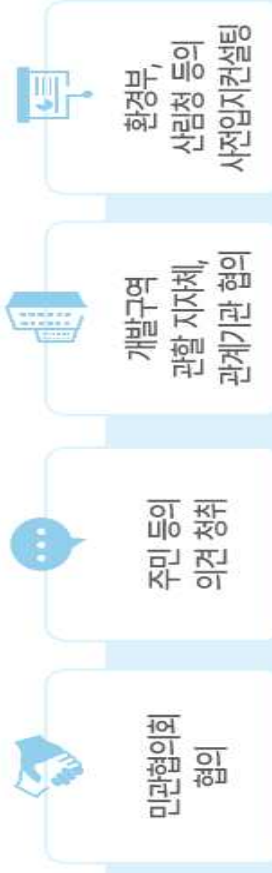 민관협의회
협의
주민 등의
의견 청취
개발구역
관할 지자체,
관계기관 협의
환경부,
산림청 등의
사전입지컨설팅